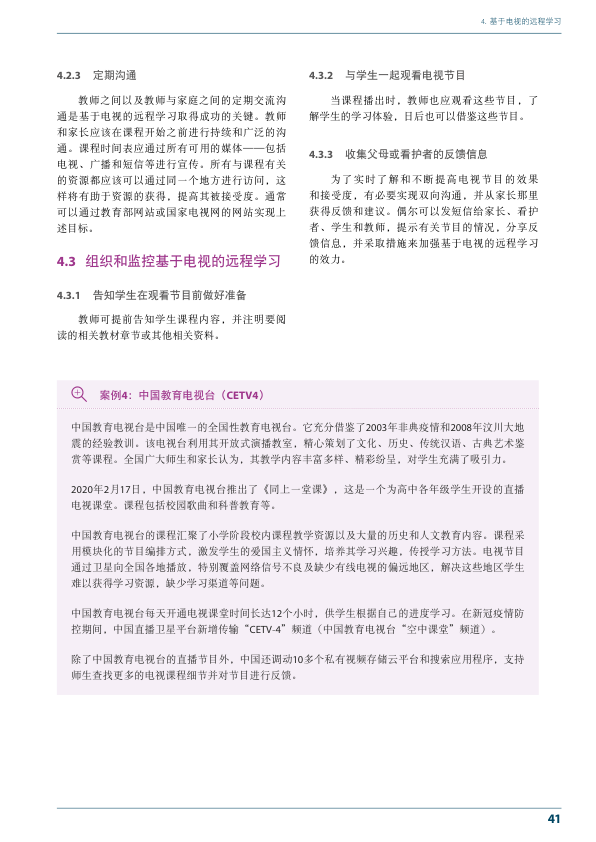 4. 基于电视的远程学习
4.2.3 定期沟通
教师之间以及教师与家庭之间的定期交流沟
通是基于电视的远程学习取得成功的关键。教师
和家长应该在课程开始之前进行持续和广泛的沟
通。课程时间表应通过所有可用的媒体——包括
电视、广播和短信等进行宣传。所有与课程有关
的资源都应该可以通过同一个地方进行访问，这
样将有助于资源的获得，提高其被接受度。通常
可以通过教育部网站或国家电视网的网站实现上
述目标。
4.3 组织和监控基于电视的远程学习
4.3.1 告知学生在观看节目前做好准备
教师可提前告知学生课程内容，并注明要阅
读的相关教材章节或其他相关资料。
4.3.2 与学生一起观看电视节目
当课程播出时，教师也应观看这些节目，了
解学生的学习体验，日后也可以借鉴这些节目。
4.3.3 收集父母或看护者的反馈信息
为了实时了解和不断提高电视节目的效果
和接受度，有必要实现双向沟通，并从家长那里
获得反馈和建议。偶尔可以发短信给家长、看护
者、学生和教师，提示有关节目的情况，分享反
馈信息，并采取措施来加强基于电视的远程学习
的效力。
案例4：中国教育电视台（CETV4）
中国教育电视台是中国唯一的全国性教育电视台。它充分借鉴了2003年非典疫情和2008年汶川大地
震的经验教训。该电视台利用其开放式演播教室，精心策划了文化、历史、传统汉语、古典艺术鉴
赏等课程。全国广大师生和家长认为，其教学内容丰富多样、精彩纷呈，对学生充满了吸引力。
2020年2月17日，中国教育电视台推出了《同上一堂课》，这是一个为高中各年级学生开设的直播
电视课堂。课程包括校园歌曲和科普教育等。
中国教育电视台的课程汇聚了小学阶段校内课程教学资源以及大量的历史和人文教育内容。课程采
用模块化的节目编排方式，激发学生的爱国主义情怀，培养其学习兴趣，传授学习方法。电视节目
通过卫星向全国各地播放，特别覆盖网络信号不良及缺少有线电视的偏远地区，解决这些地区学生
难以获得学习资源，缺少学习渠道等问题。
中国教育电视台每天开通电视课堂时间长达12个小时，供学生根据自己的进度学习。在新冠疫情防
控期间，中国直播卫星平台新增传输“CETV-4”频道（中国教育电视台“空中课堂”频道）。
除了中国教育电视台的直播节目外，中国还调动10多个私有视频存储云平台和搜索应用程序，支持
师生查找更多的电视课程细节并对节目进行反馈。
41